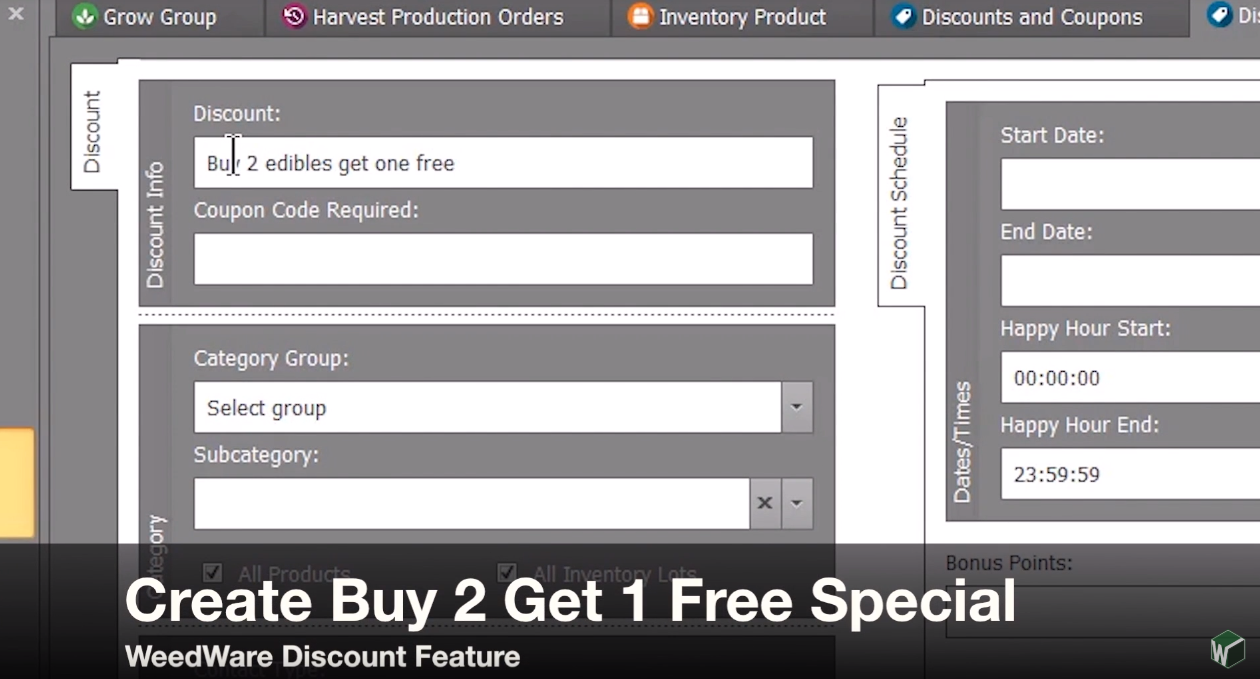 Grow Group
Harvest Production Orders
Inventory Product
Discounts and Coupons
Dis
Discount
Discount Info
Discount:
Buy 2 edibles get one free
Coupon Code Required:
Category Group:
Select group
Subcategory:
All Products
All Inventory Lots
Discount Schedule
Dates/Times
Start Date:
End Date:
Happy Hour Start:
00:00:00
Happy Hour End:
23:59:59
Bonus Points:
Create Buy 2 Get 1 Free Special
WeedWare Discount Feature
W